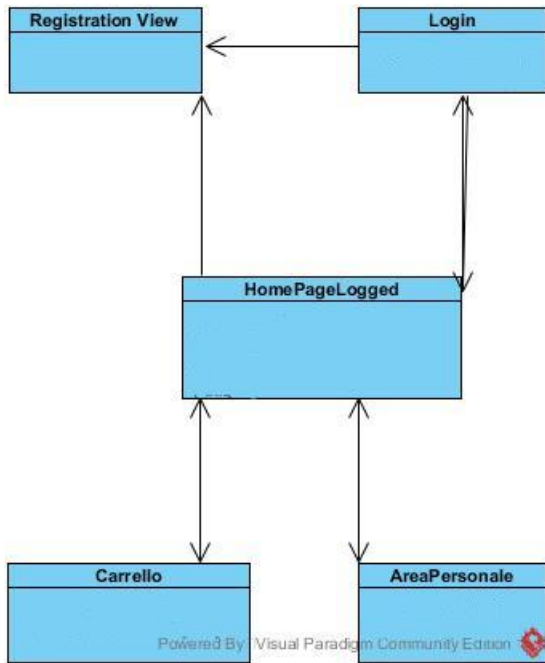 Registration View
Login
HomePageLogged
Carrello
AreaPersonale
Powered By Visual Paradigm Community Edition